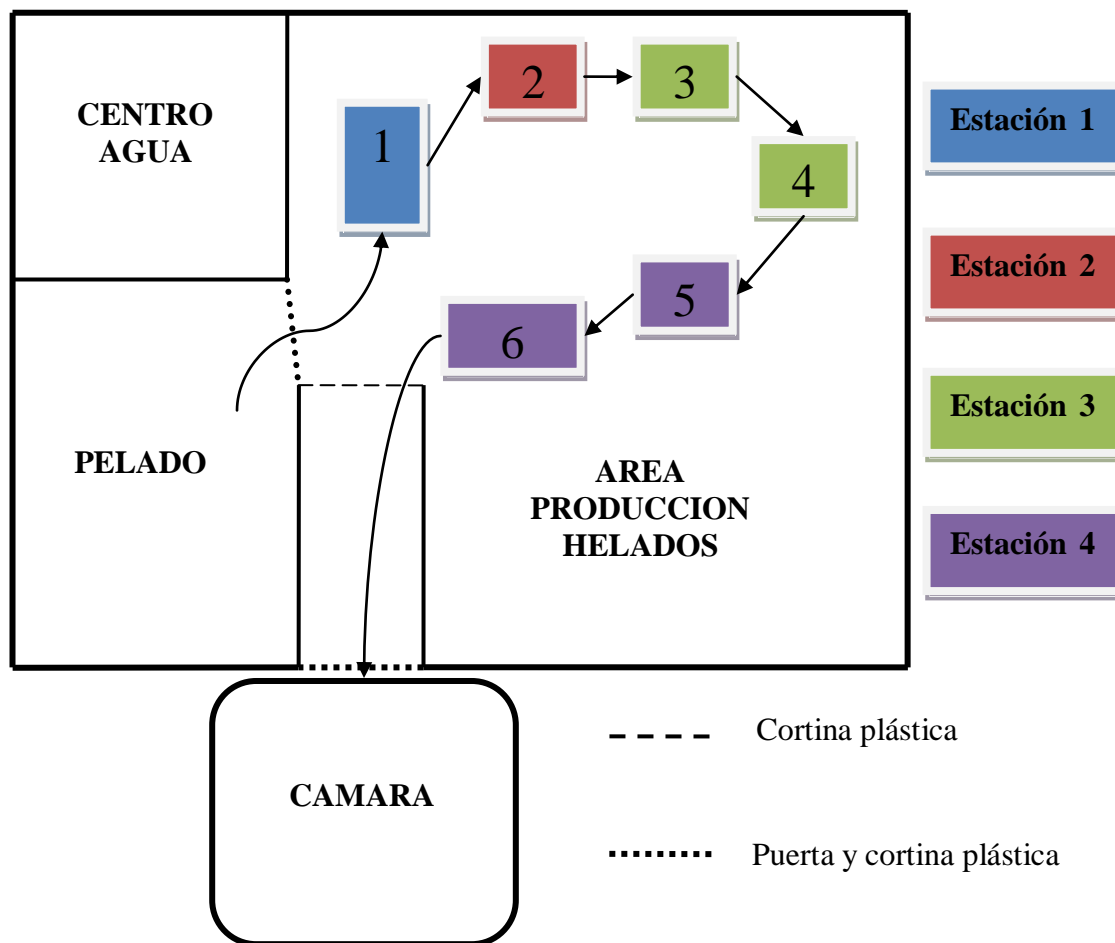 CENTRO
AGUA
1
2
3
4
5
6
PELADO
AREA
PRODUCCION
HELADOS
CAMARA
Estación 1
Estación 2
Estación 3
Estación 4
Cortina plástica
Puerta y cortina plástica